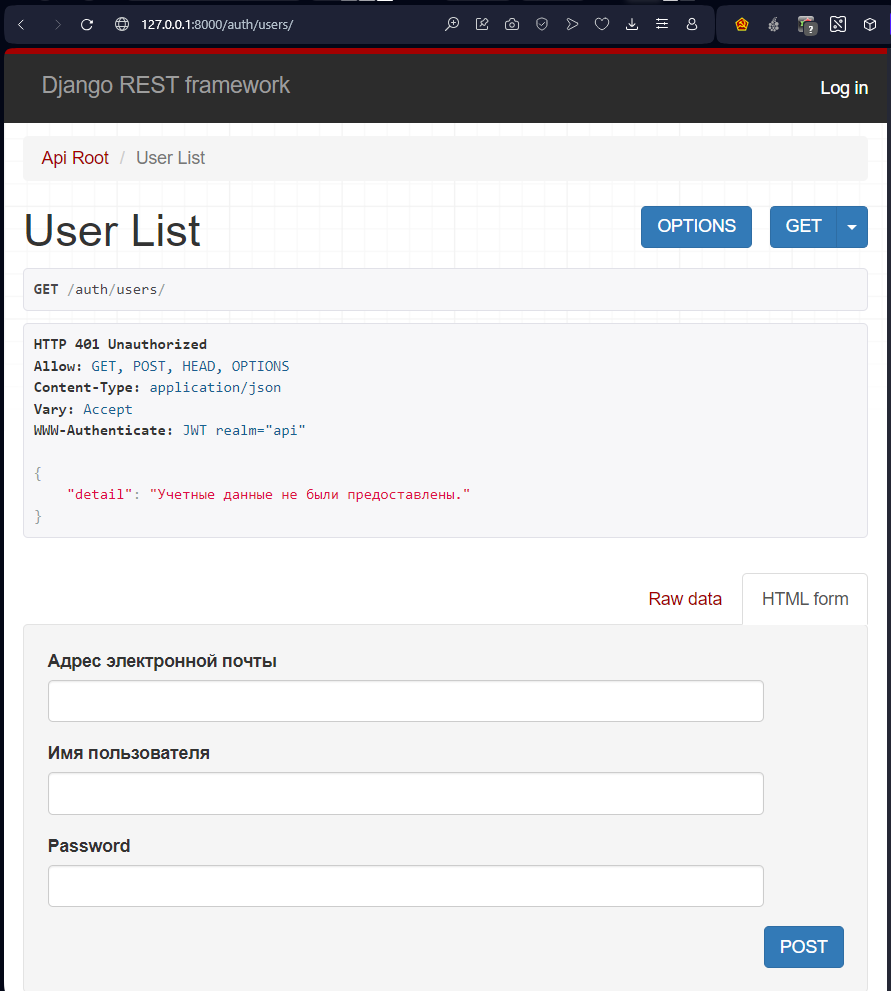 127.0.0.1:8000/auth/users/
Django REST framework
Log in
Api Root / User List
User List
OPTIONS
GET
GET /auth/users/
HTTP 401 Unauthorized
Allow: GET, POST, HEAD, OPTIONS
Content-Type: application/json
Vary: Accept
WWW-Authenticate: JWT realm="api"
{
"detail": "Учетные данные не были предоставлены."
}
Raw data
HTML form
Адрес электронной почты
Имя пользователя
Password
POST